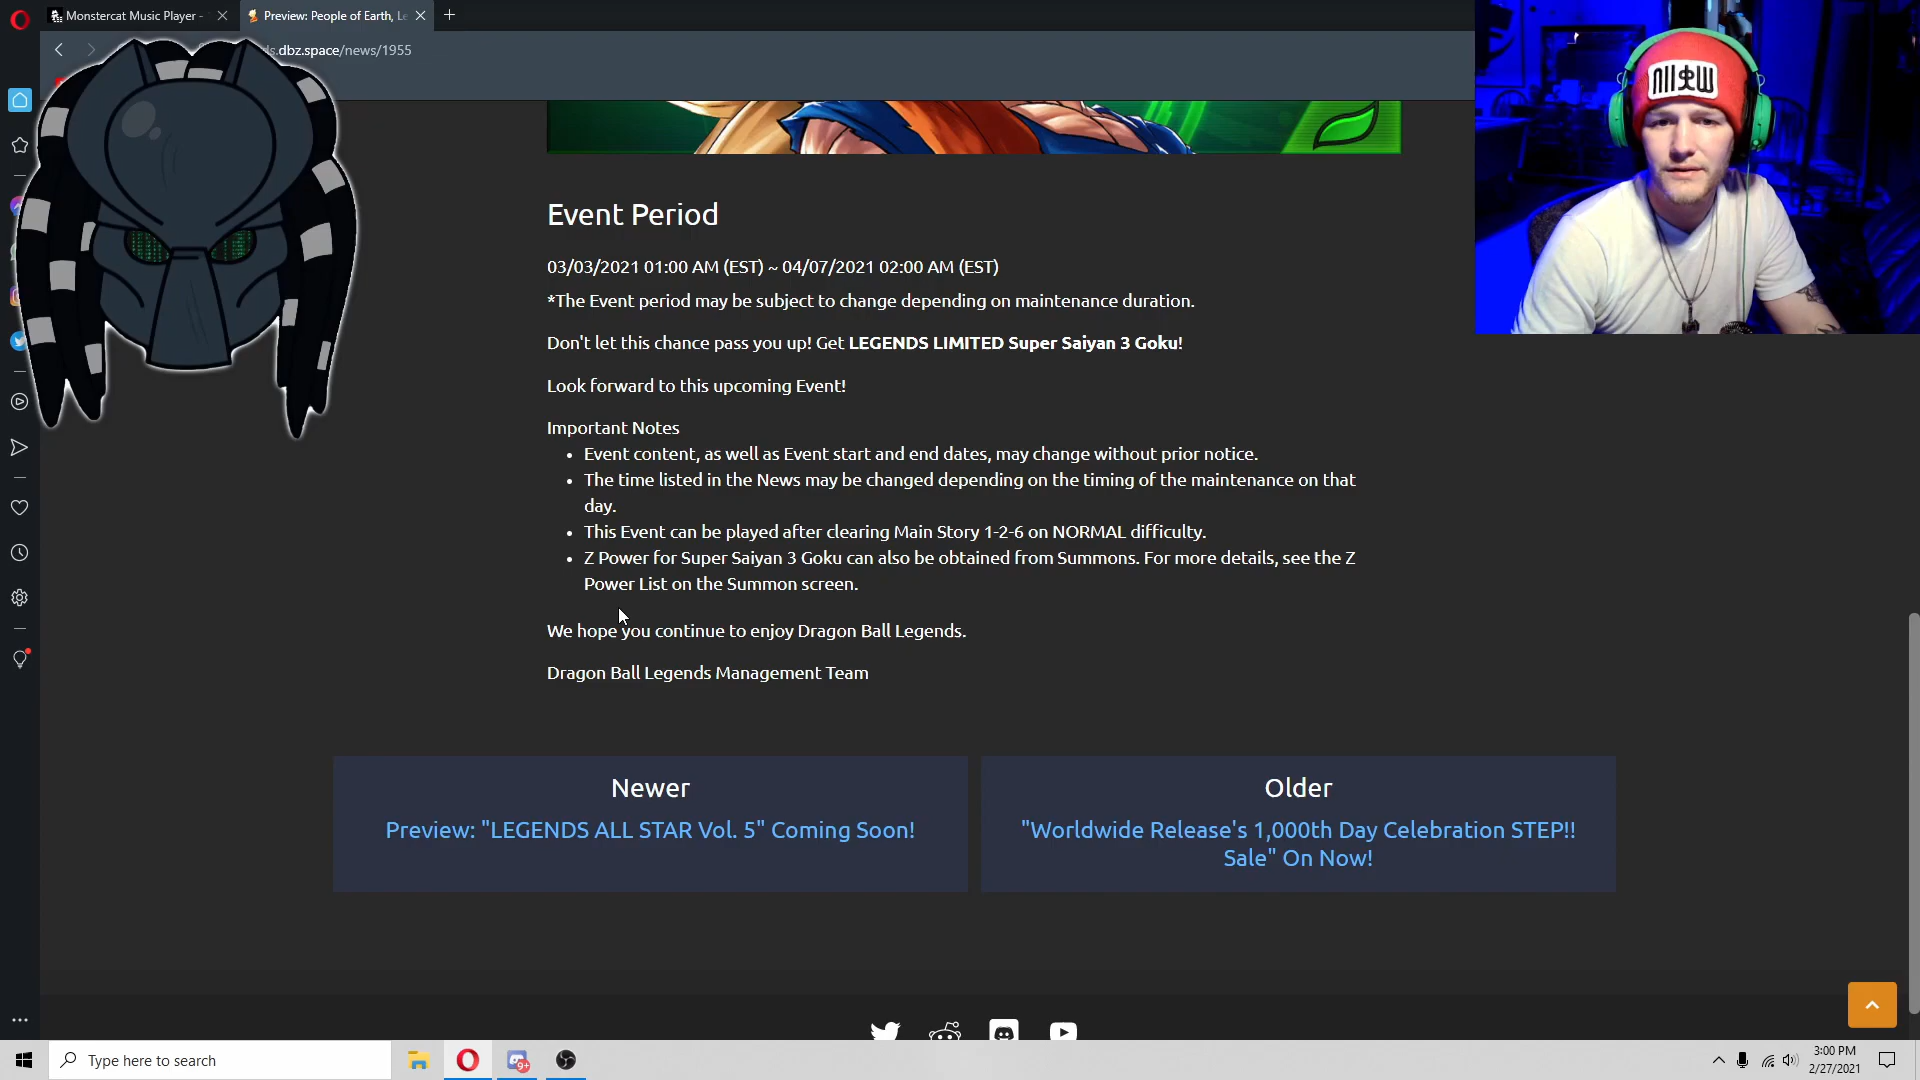 Monstercat Music Player -
Preview: People of Earth, Le
s.dbz.space/news/1955
Event Period
03/03/2021 01:00 AM (EST) ~ 04/07/2021 02:00 AM (EST)
*The Event period may be subject to change depending on maintenance duration.
Don't let this chance pass you up! Get LEGENDS LIMITED Super Saiyan 3 Goku!
Look forward to this upcoming Event!
Important Notes
• Event content, as well as Event start and end dates, may change without prior notice.
• The time listed in the News may be changed depending on the timing of the maintenance on that
day.
• This Event can be played after clearing Main Story 1-2-6 on NORMAL difficulty.
• Z Power for Super Saiyan 3 Goku can also be obtained from Summons. For more details, see the Z
Power List on the Summon screen.
We hope you continue to enjoy Dragon Ball Legends.
Dragon Ball Legends Management Team
Newer
Preview: "LEGENDS ALL STAR Vol. 5" Coming Soon!
Older
"Worldwide Release's 1,000th Day Celebration STEP!!
Sale" On Now!
Type here to search
9+
3:00 PM
2/27/2021